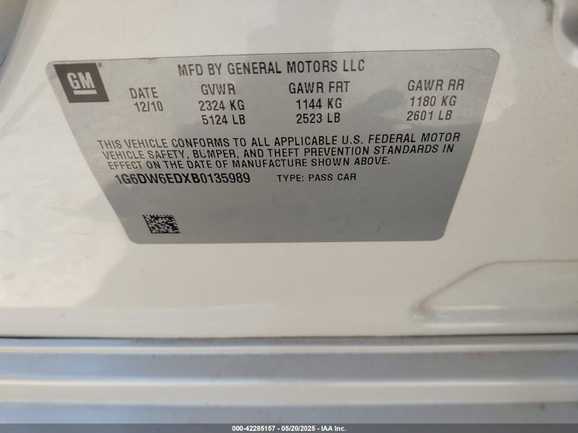 GM
MFD BY GENERAL MOTORS LLC
DATE GVWR GAWR FRT GAWR RR
12/10 2324 KG 1144 KG 1180 KG
5124 LB 2523 LB 2601 LB
THIS VEHICLE CONFORMS TO ALL APPLICABLE U.S. FEDERAL MOTOR
VEHICLE SAFETY, BUMPER, AND THEFT PREVENTION STANDARDS IN
EFFECT ON THE DATE OF MANUFACTURE SHOWN ABOVE.
1G6DW6EDXB0135989 TYPE: PASS CAR
000-42285157 - 05/20/2025 - IAA Inc.